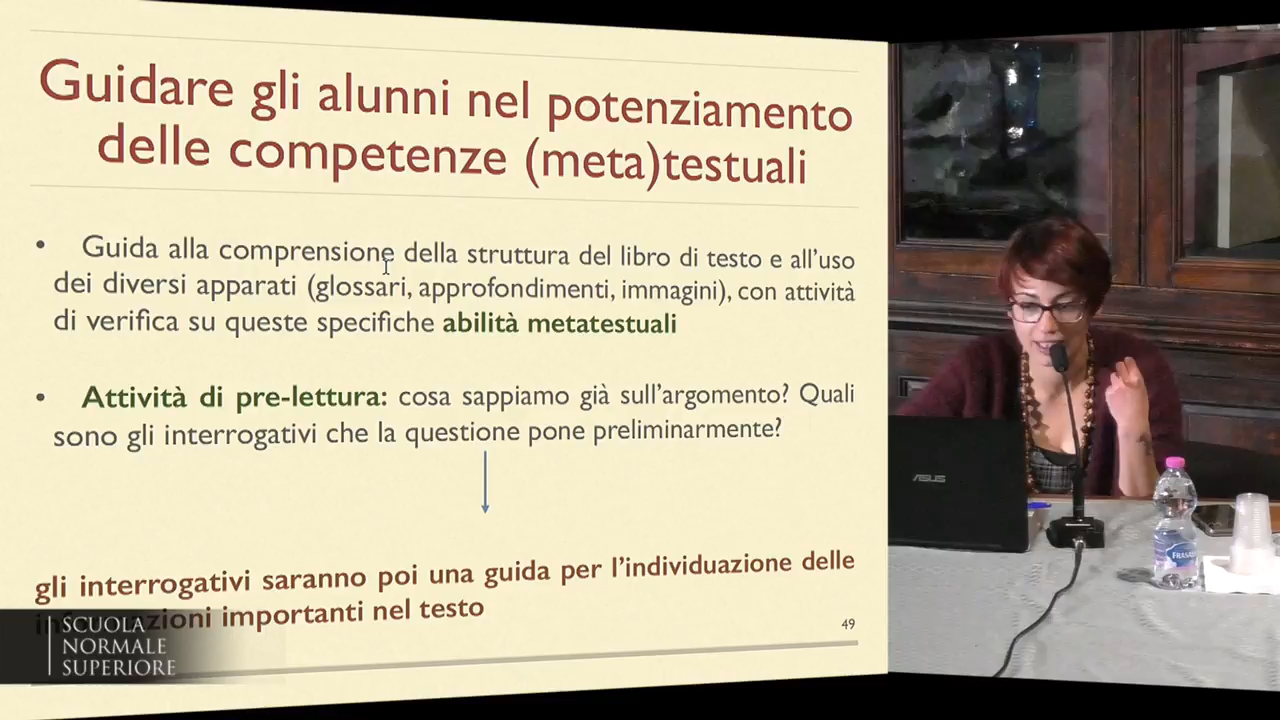 Guidare gli alunni nel potenziamento
delle competenze (meta)testuali
• Guida alla comprensione della struttura del libro di testo e all'uso
dei diversi apparati (glossari, approfondimenti, immagini), con attività
di verifica su queste specifiche abilità metatestuali
• Attività di pre-lettura: cosa sappiamo già sull'argomento? Quali
sono gli interrogativi che la questione pone preliminarmente?
gli interrogativi saranno poi una guida per l'individuazione delle
informazioni importanti nel testo
49
SCUOLA
NORMALE
SUPERIORE
ASUS